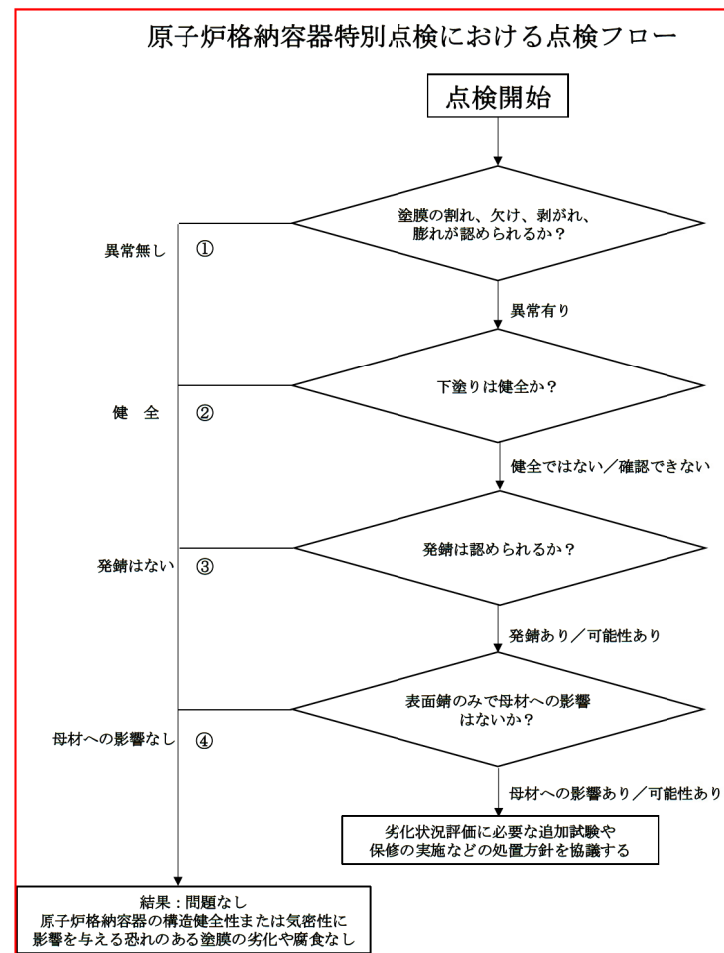 原子炉格納容器特別点検における点検フロー
点検開始
塗膜の割れ、欠け、剥がれ、
膨れが認められるか？
異常無し
①
異常有り
下塗りは健全か？
健　全
②
健全ではない／確認できない
発錆は認められるか？
発錆はない
③
発錆あり／可能性あり
表面錆のみで母材への影響
はないか？
母材への影響なし
④
母材への影響あり／可能性あり
劣化状況評価に必要な追加試験や
保修の実施などの処置方針を協議する
結果：問題なし
原子炉格納容器の構造健全性または気密性に
影響を与える恐れのある塗膜の劣化や腐食なし